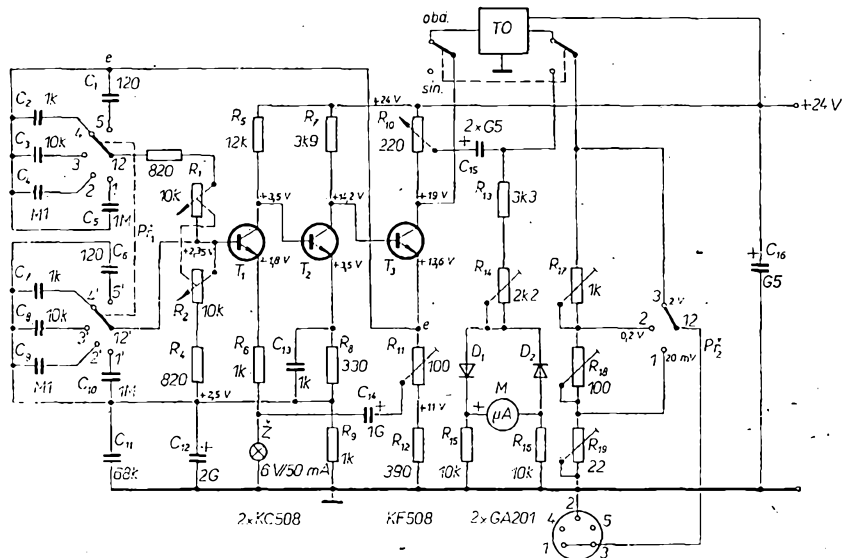 obd.
TO
sin.
e
C1
120
C2
1k
C3
10k
C4
M1
C5
1M
5
4
3
2
1
12
820
R1
10k
Př1
R5
12k
R7
3k9
R10
220
+24 V
+24 V
2×G5
C15
R13
3k3
+3,5 V
+14,2 V
+19 V
+2,35 V
T1
T2
T3
+1,8 V
+3,5 V
+13,6 V
C6
120
C7
1k
C8
10k
C9
M1
C10
1M
5'
4'
3'
2'
1'
12'
R2
10k
R4
820
+2,5 V
R6
1k
C13
1k
R8
330
e
R11
100
+11 V
C14
1G
R14
2k2
D1
D2
M
μA
R15
10k
R16
10k
R17
1k
R18
100
R19
22
3
2 V
2
0,2 V
1
20 mV
12
Př2
C16
G5
C11
68k
C12
2G
Ž
6 V/50 mA
R9
1k
R12
390
2×KC508
KF508
2×GA201
2
4
5
1
3